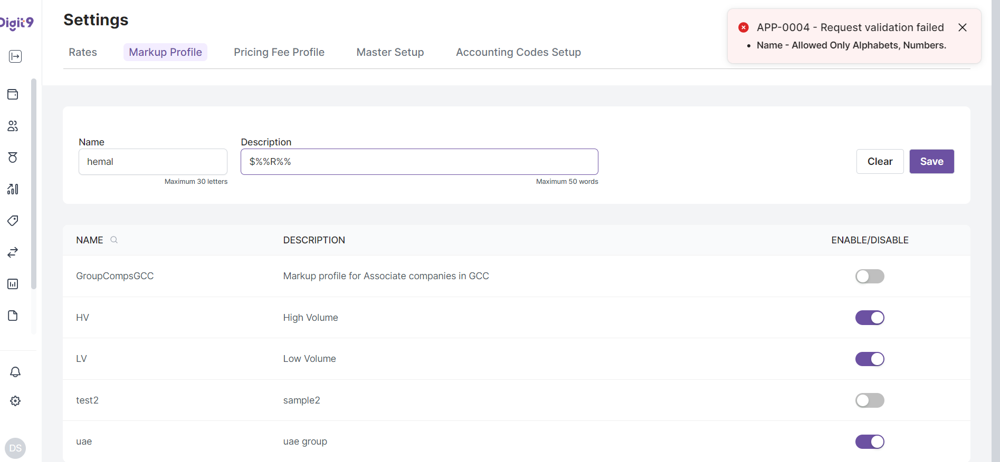 Digit9
Settings
Rates
Markup Profile
Pricing Fee Profile
Master Setup
Accounting Codes Setup
APP-0004 - Request validation failed
• Name - Allowed Only Alphabets, Numbers.
Name
Description
hemal
$%%R%%
Clear
Save
Maximum 30 letters
Maximum 50 words
NAME
DESCRIPTION
ENABLE/DISABLE
GroupCompsGCC
Markup profile for Associate companies in GCC
HV
High Volume
LV
Low Volume
test2
sample2
uae
uae group
DS